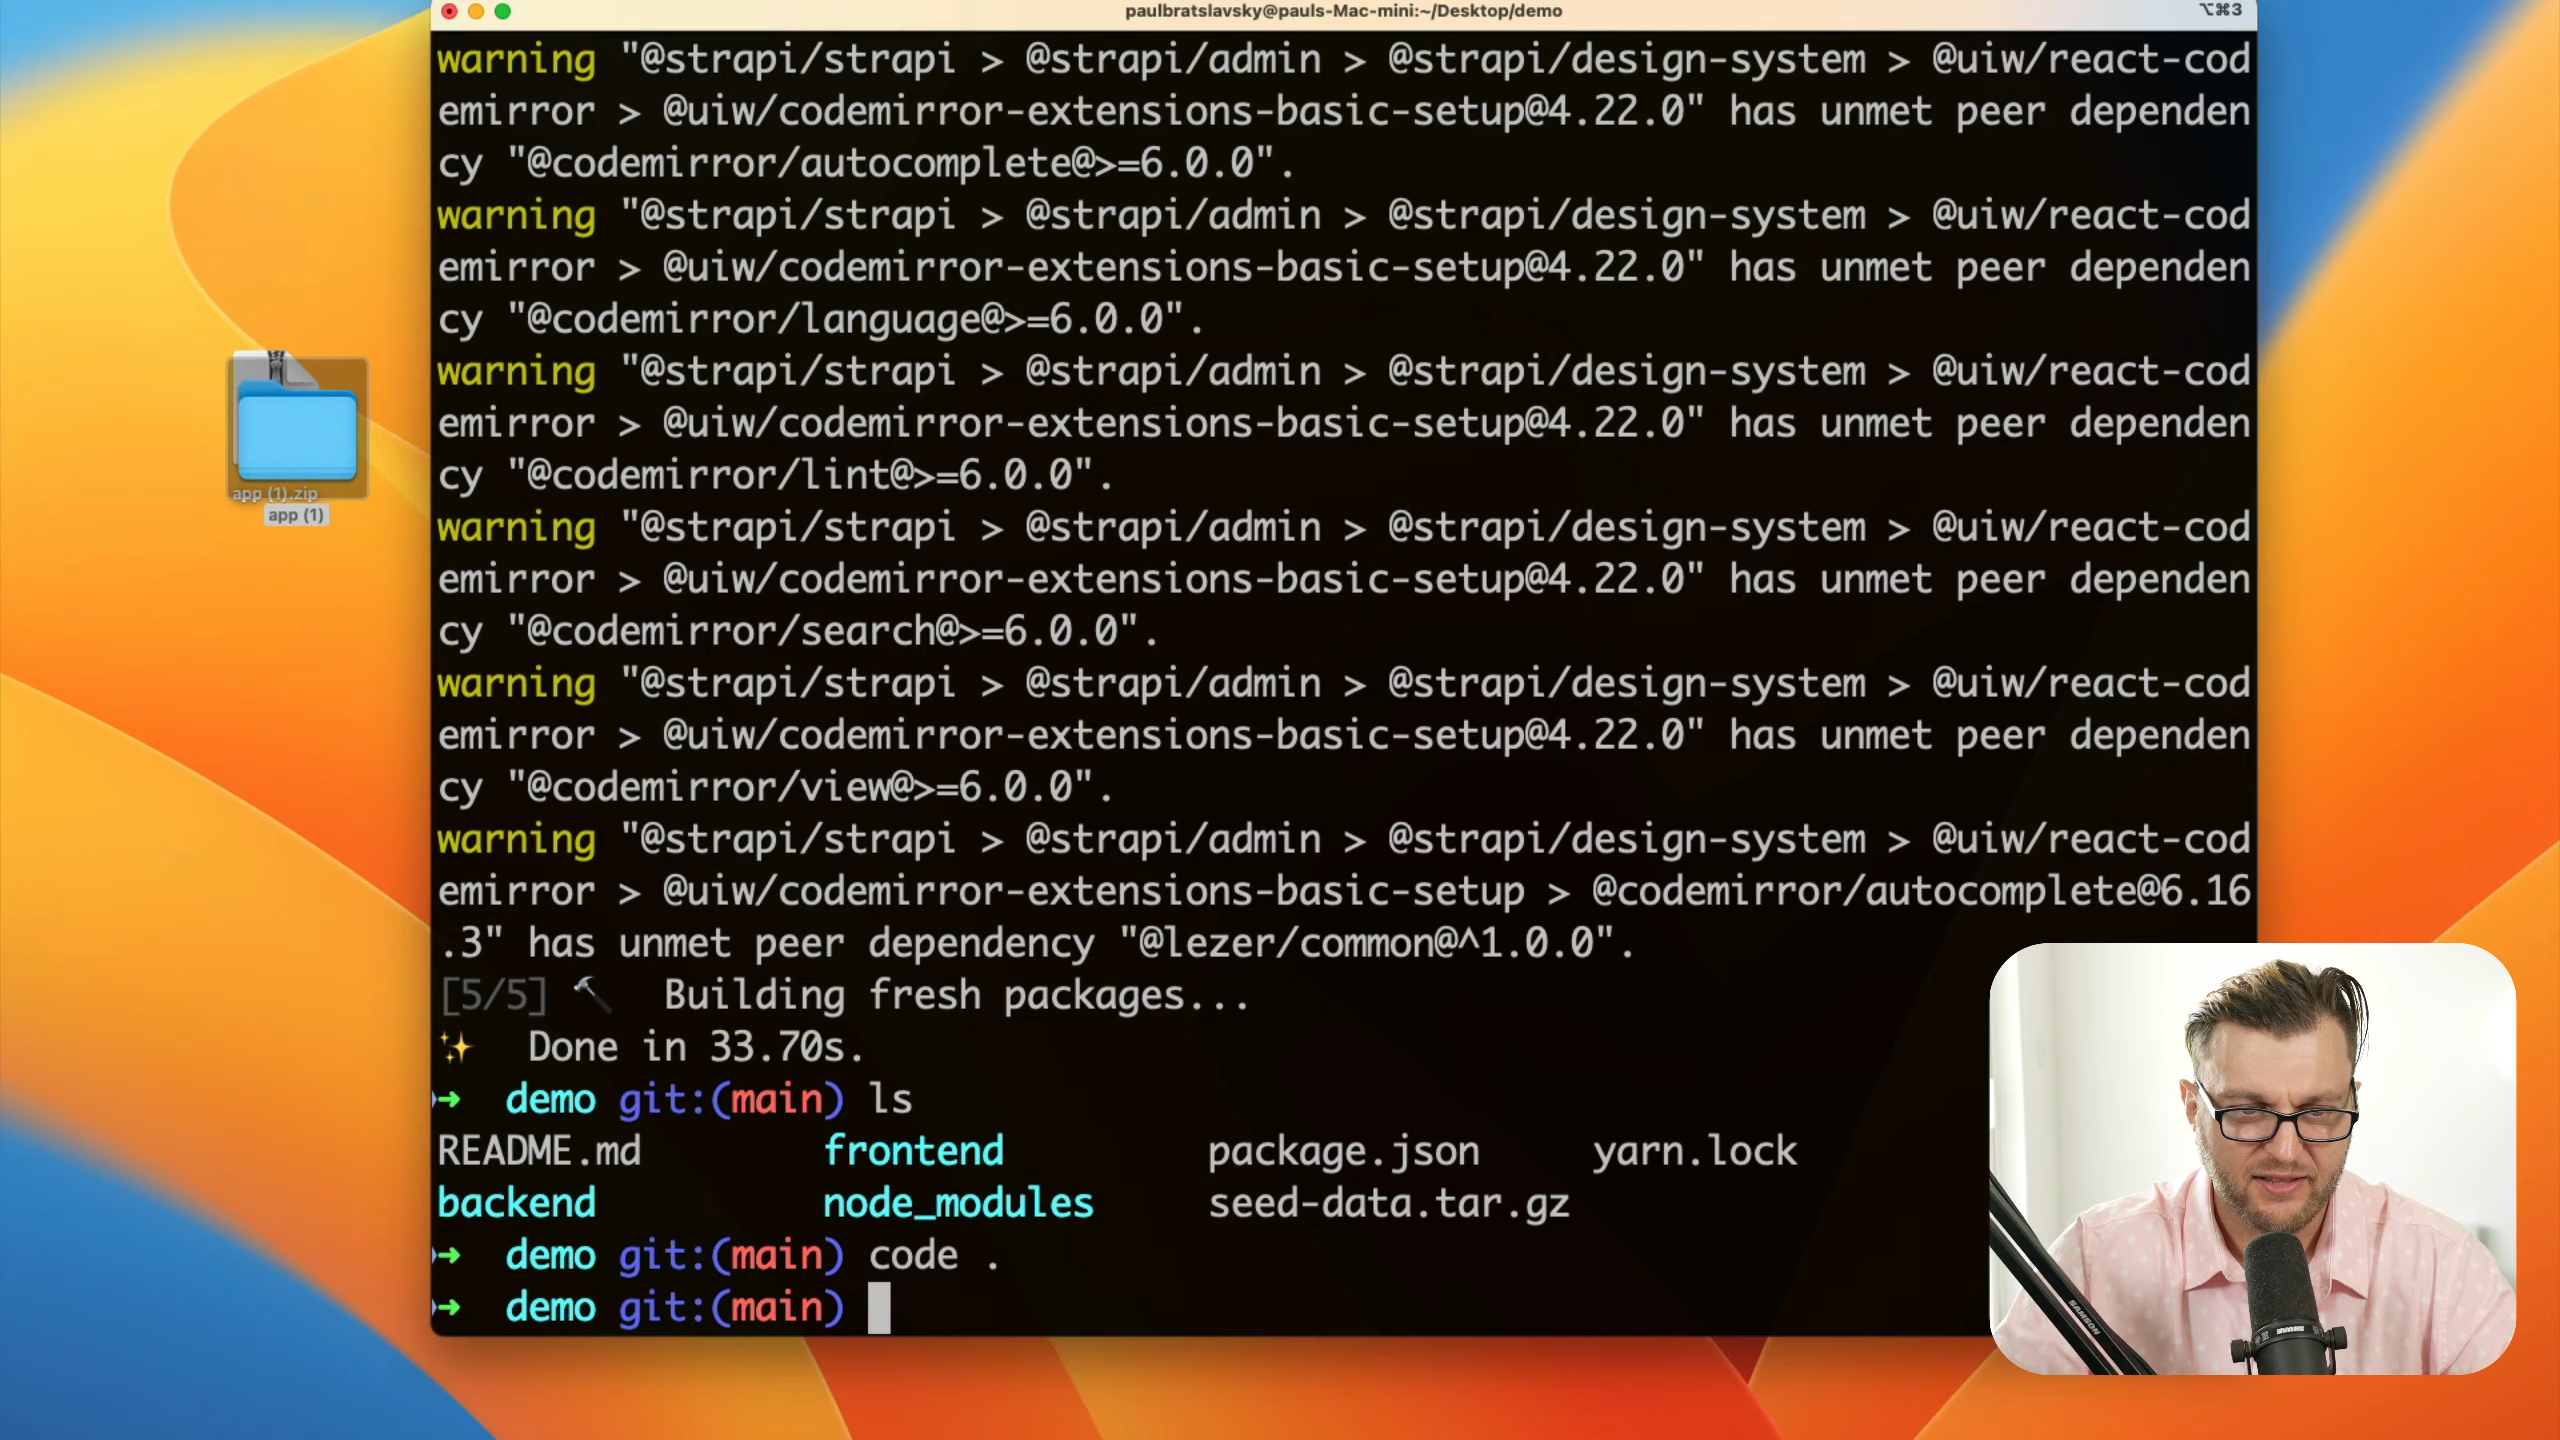 paulbratslavsky@pauls-Mac-mini:~/Desktop/demo
⌥⌘3
warning "@strapi/strapi > @strapi/admin > @strapi/design-system > @uiw/react-cod
emirror > @uiw/codemirror-extensions-basic-setup@4.22.0" has unmet peer dependen
cy "@codemirror/autocomplete@>=6.0.0".
warning "@strapi/strapi > @strapi/admin > @strapi/design-system > @uiw/react-cod
emirror > @uiw/codemirror-extensions-basic-setup@4.22.0" has unmet peer dependen
cy "@codemirror/language@>=6.0.0".
warning "@strapi/strapi > @strapi/admin > @strapi/design-system > @uiw/react-cod
emirror > @uiw/codemirror-extensions-basic-setup@4.22.0" has unmet peer dependen
cy "@codemirror/lint@>=6.0.0".
warning "@strapi/strapi > @strapi/admin > @strapi/design-system > @uiw/react-cod
emirror > @uiw/codemirror-extensions-basic-setup@4.22.0" has unmet peer dependen
cy "@codemirror/search@>=6.0.0".
warning "@strapi/strapi > @strapi/admin > @strapi/design-system > @uiw/react-cod
emirror > @uiw/codemirror-extensions-basic-setup@4.22.0" has unmet peer dependen
cy "@codemirror/view@>=6.0.0".
warning "@strapi/strapi > @strapi/admin > @strapi/design-system > @uiw/react-cod
emirror > @uiw/codemirror-extensions-basic-setup > @codemirror/autocomplete@6.16
.3" has unmet peer dependency "@lezer/common@^1.0.0".
[5/5] 🔨 Building fresh packages...
✨ Done in 33.70s.
➜ demo git:(main) ls
README.md frontend package.json yarn.lock
backend node_modules seed-data.tar.gz
➜ demo git:(main) code .
➜ demo git:(main)
app (1).zip
app (1)
SAMSON
SHURE